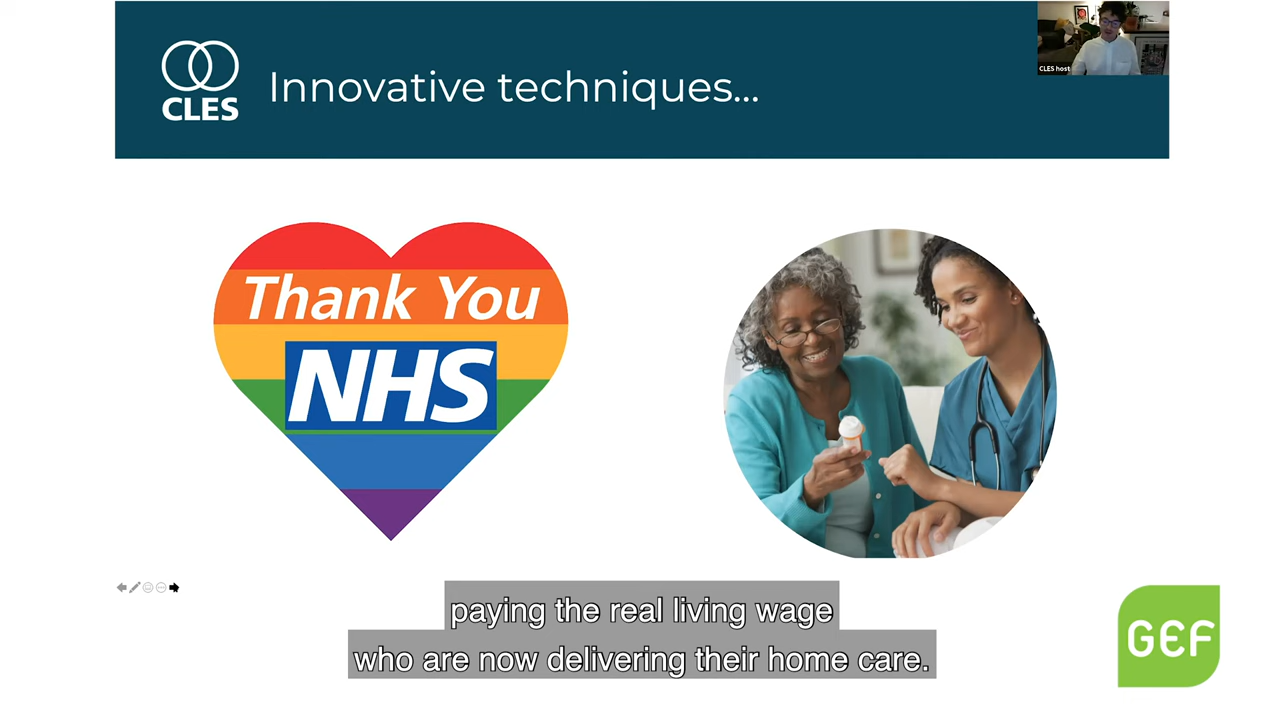 CLES
Innovative techniques...
CLES host
Thank You
NHS
paying the real living wage
who are now delivering their home care.
GEF